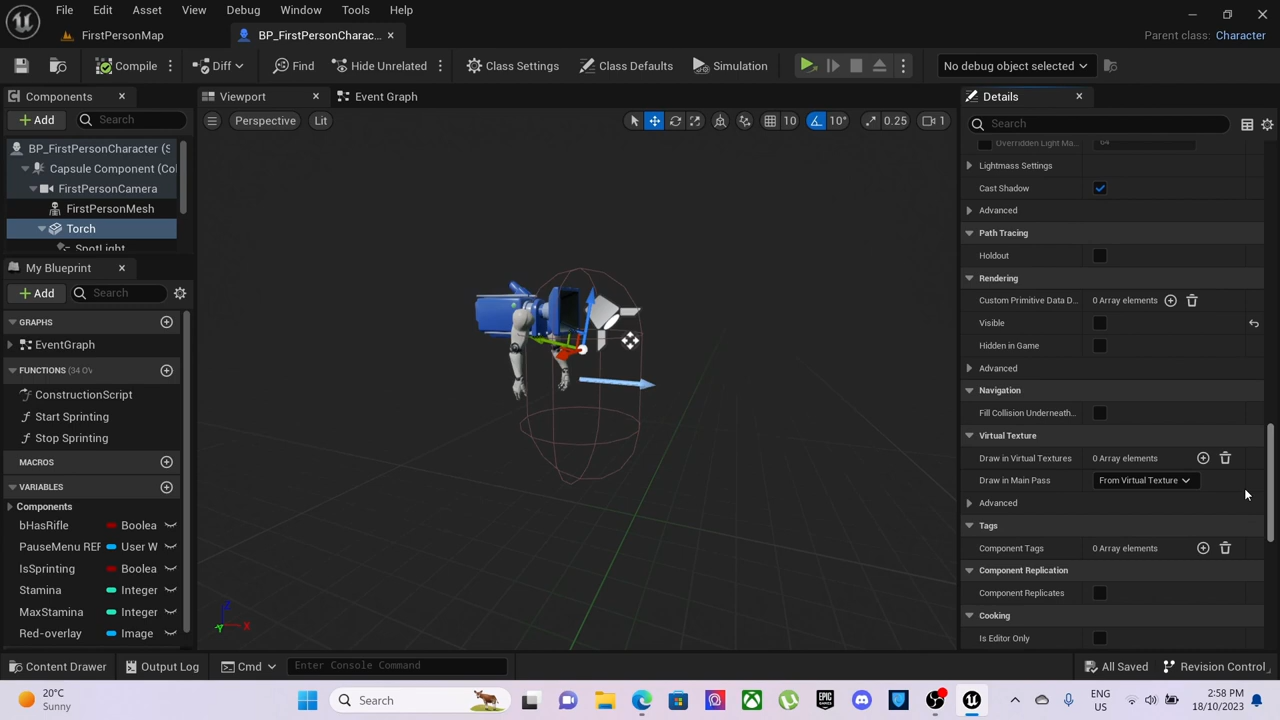 File Edit Asset View Debug Window Tools Help
FirstPersonMap
BP_FirstPersonCharac...
Parent class: Character
Compile
Diff
Find
Hide Unrelated
Class Settings
Class Defaults
Simulation
No debug object selected
Components
Add
Search
BP_FirstPersonCharacter (S
Capsule Component (Col
FirstPersonCamera
FirstPersonMesh
Torch
SpotLight
My Blueprint
Add
Search
GRAPHS
EventGraph
FUNCTIONS (34 OV
ConstructionScript
Start Sprinting
Stop Sprinting
MACROS
VARIABLES
Components
bHasRifle Boolea
PauseMenu REF User W
IsSprinting Boolea
Stamina Integer
MaxStamina Integer
Red-overlay Image
Viewport
Event Graph
Perspective
Lit
10
10°
0.25
1
Z
X
Y
Details
Search
Overridden Light Ma... 64
Lightmass Settings
Cast Shadow
Advanced
Path Tracing
Holdout
Rendering
Custom Primitive Data D... 0 Array elements
Visible
Hidden in Game
Advanced
Navigation
Fill Collision Underneath...
Virtual Texture
Draw in Virtual Textures 0 Array elements
Draw in Main Pass From Virtual Texture
Advanced
Tags
Component Tags 0 Array elements
Component Replication
Component Replicates
Cooking
Is Editor Only
Content Drawer
Output Log
Cmd
Enter Console Command
All Saved
Revision Control
20°C
Sunny
Search
EPIC
GAMES
ENG
US
2:58 PM
18/10/2023